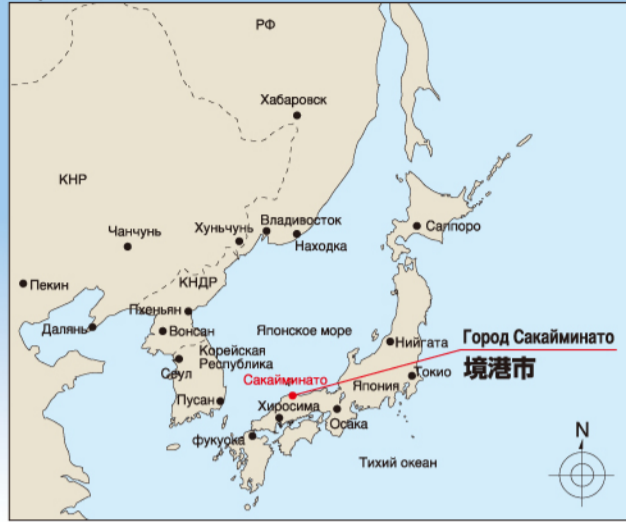 РФ
Хабаровск
КНР
Чанчунь
Хуньчунь
Владивосток
Находка
Саппоро
Пекин
КНДР
Пхеньян
Далянь
Вонсан
Японское море
Нийгата
Город Сакайминато
境港市
Корейская
Республика
Сеул
Сакайминато
Япония
Токио
Пусан
Хиросима
Осака
фукуока
Тихий океан
N